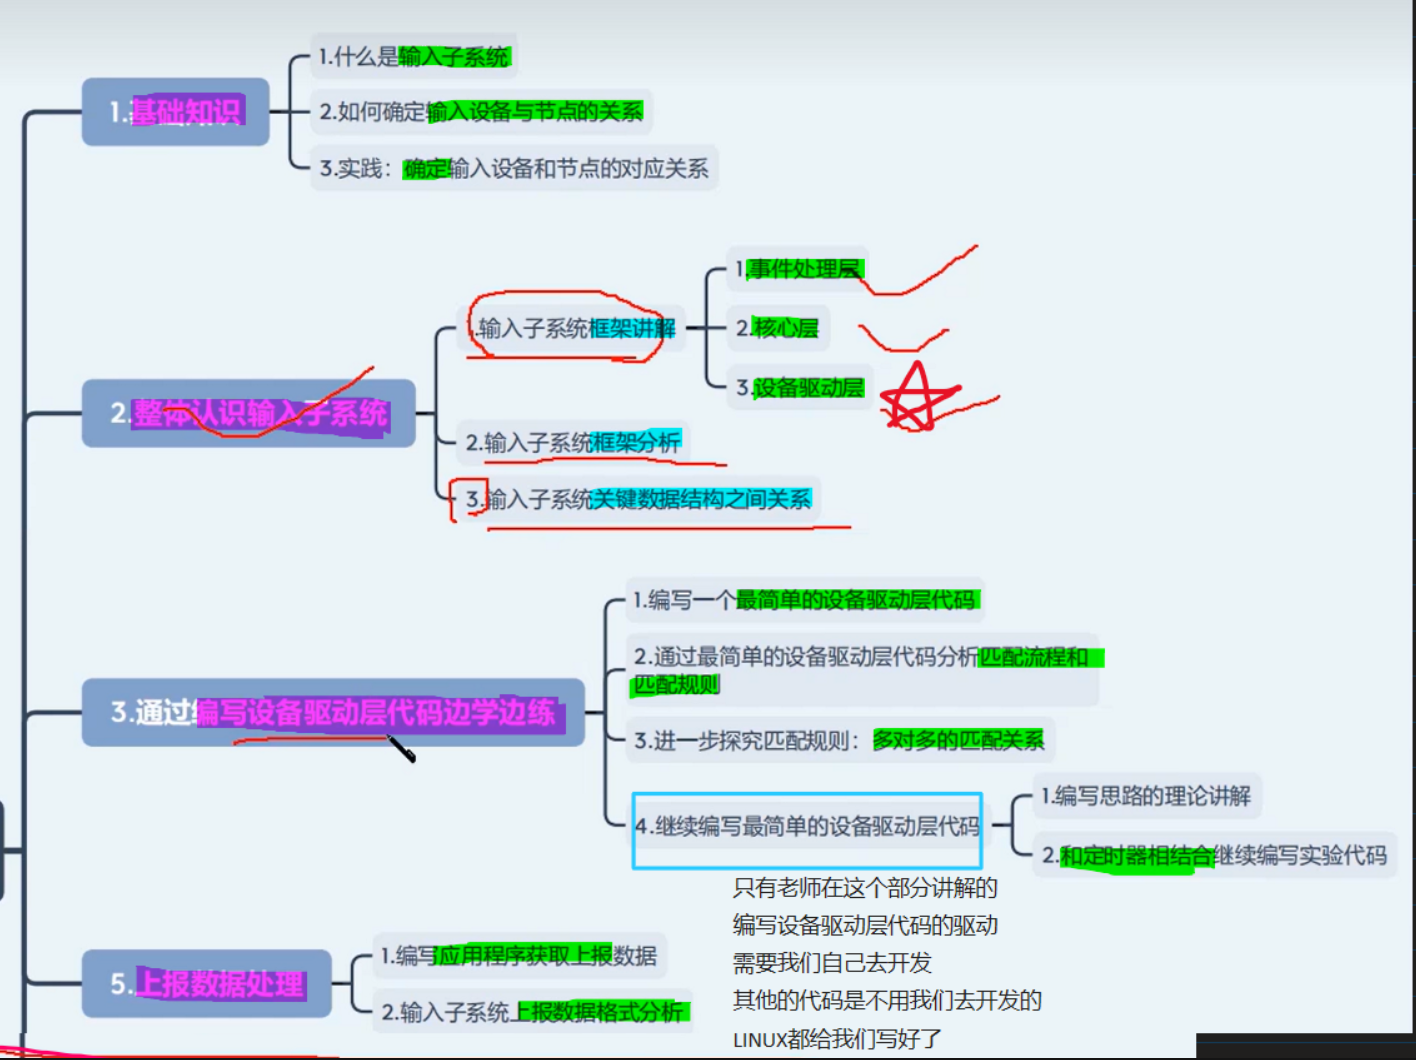 1.基础知识
1.什么是输入子系统
2.如何确定输入设备与节点的关系
3.实践：确定输入设备和节点的对应关系
2.整体认识输入子系统
1.输入子系统框架讲解
1.事件处理层
2.核心层
3.设备驱动层
2.输入子系统框架分析
3.输入子系统关键数据结构之间关系
3.通过编写设备驱动层代码边学边练
1.编写一个最简单的设备驱动层代码
2.通过最简单的设备驱动层代码分析匹配流程和
匹配规则
3.进一步探究匹配规则：多对多的匹配关系
4.继续编写最简单的设备驱动层代码
1.编写思路的理论讲解
2.和定时器相结合继续编写实验代码
只有老师在这个部分讲解的
编写设备驱动层代码的驱动
需要我们自己去开发
其他的代码是不用我们去开发的
LINUX都给我们写好了
5.上报数据处理
1.编写应用程序获取上报数据
2.输入子系统上报数据格式分析